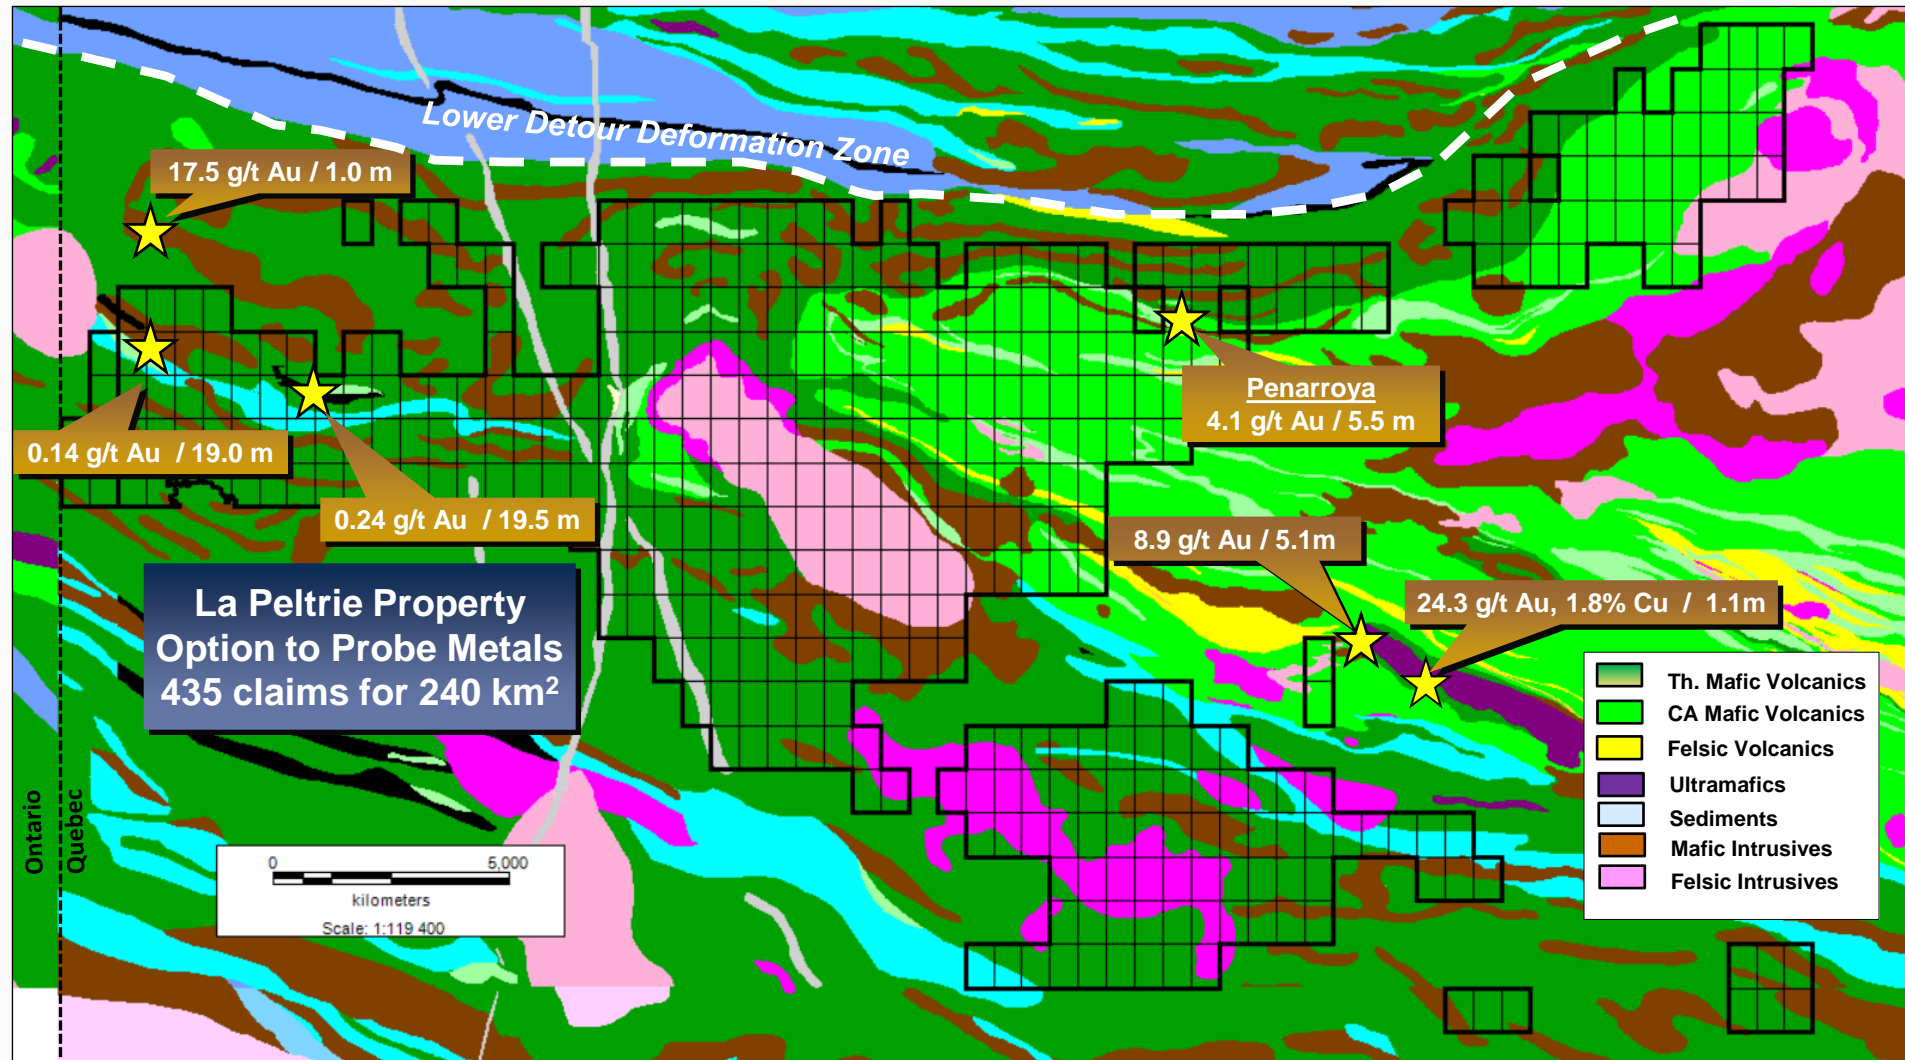 Lower Detour Deformation Zone
17.5 g/t Au / 1.0 m
Penarroya
4.1 g/t Au / 5.5 m
0.14 g/t Au  / 19.0 m
0.24 g/t Au  / 19.5 m
8.9 g/t Au / 5.1m
24.3 g/t Au, 1.8% Cu  /  1.1m
La Peltrie Property
Option to Probe Metals
435 claims for 240 km²
Th. Mafic Volcanics
CA Mafic Volcanics
Felsic Volcanics
Ultramafics
Sediments
Mafic Intrusives
Felsic Intrusives
Ontario
Quebec
0 5,000
kilometers
Scale: 1:119 400